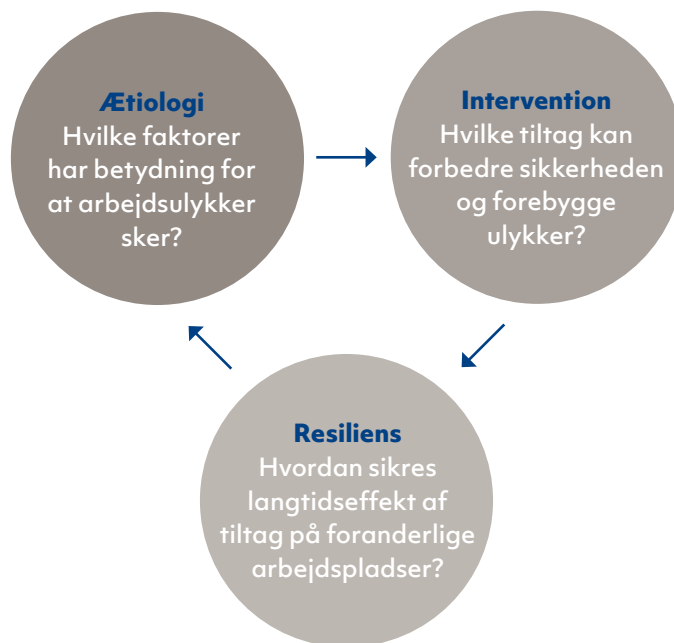 Ætiologi
Hvilke faktorer
har betydning for
at arbejdsulykker
sker?
Intervention
Hvilke tiltag kan
forbedre sikkerheden
og forebygge
ulykker?
Resiliens
Hvordan sikres
langtidseffekt af
tiltag på foranderlige
arbejdspladser?